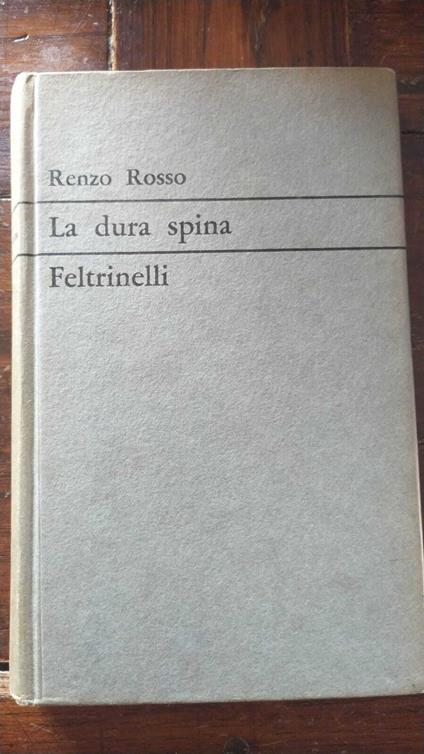 Renzo Rosso
La dura spina
Feltrinelli